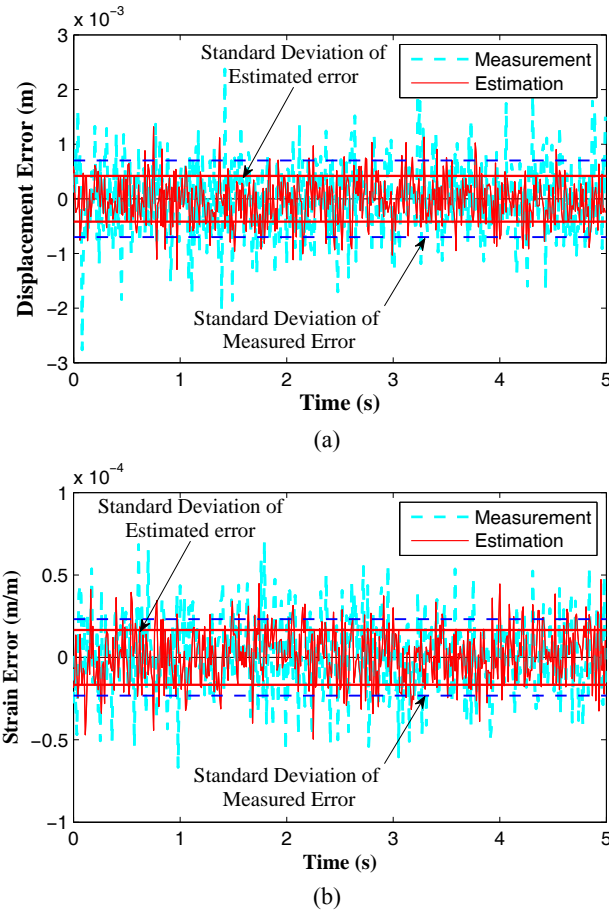 x 10⁻³
3
2
1
0
-1
-2
-3
Displacement Error (m)
Standard Deviation of
Estimated error
Measurement
Estimation
Standard Deviation of
Measured Error
0 1 2 3 4 5
Time (s)
(a)
x 10⁻⁴
1
0.5
0
-0.5
-1
Strain Error (m/m)
Standard Deviation of
Estimated error
Measurement
Estimation
Standard Deviation of
Measured Error
0 1 2 3 4 5
Time (s)
(b)